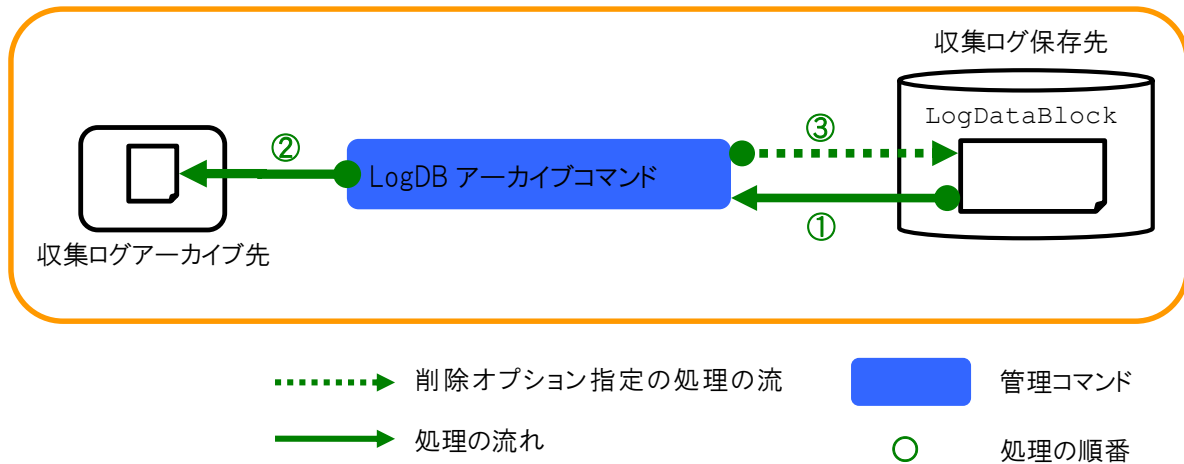 収集ログ保存先
LogDataBlock
③
②
LogDB アーカイブコマンド
①
収集ログアーカイブ先
削除オプション指定の処理の流
管理コマンド
処理の流れ
処理の順番